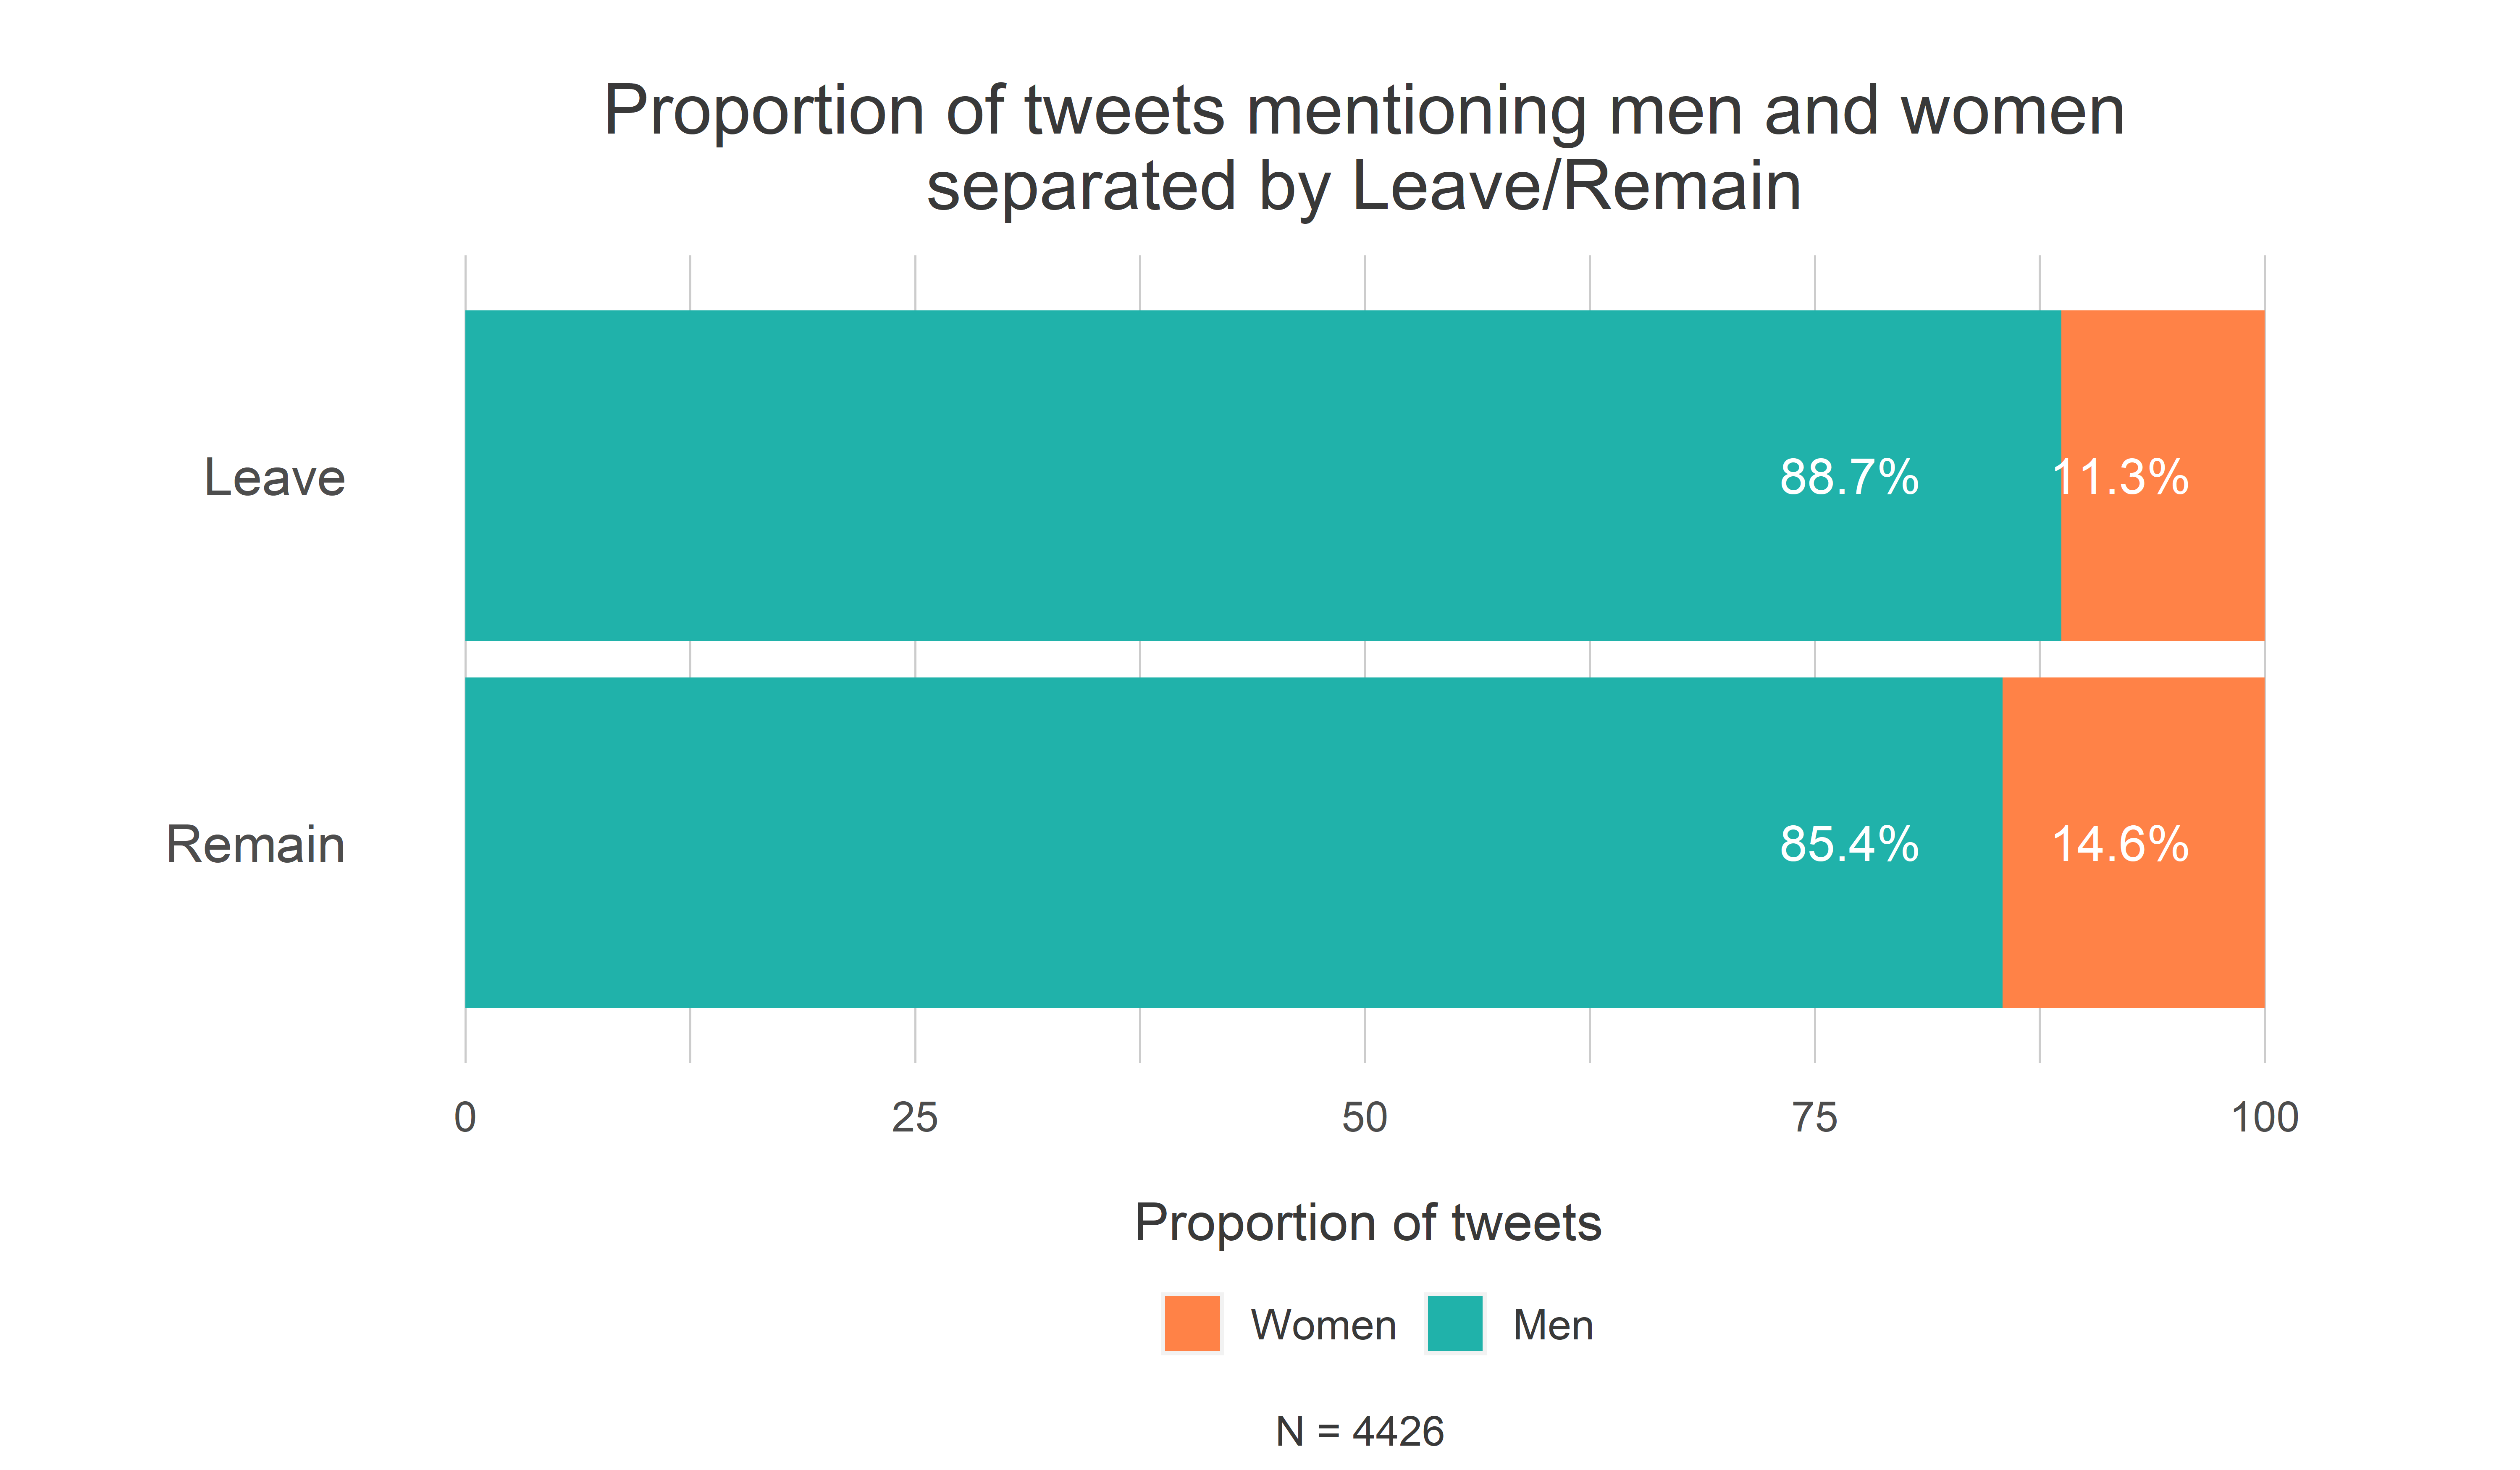 Proportion of tweets mentioning men and women
separated by Leave/Remain
Leave
88.7%
11.3%
Remain
85.4%
14.6%
0
25
50
75
100
Proportion of tweets
Women
Men
N = 4426